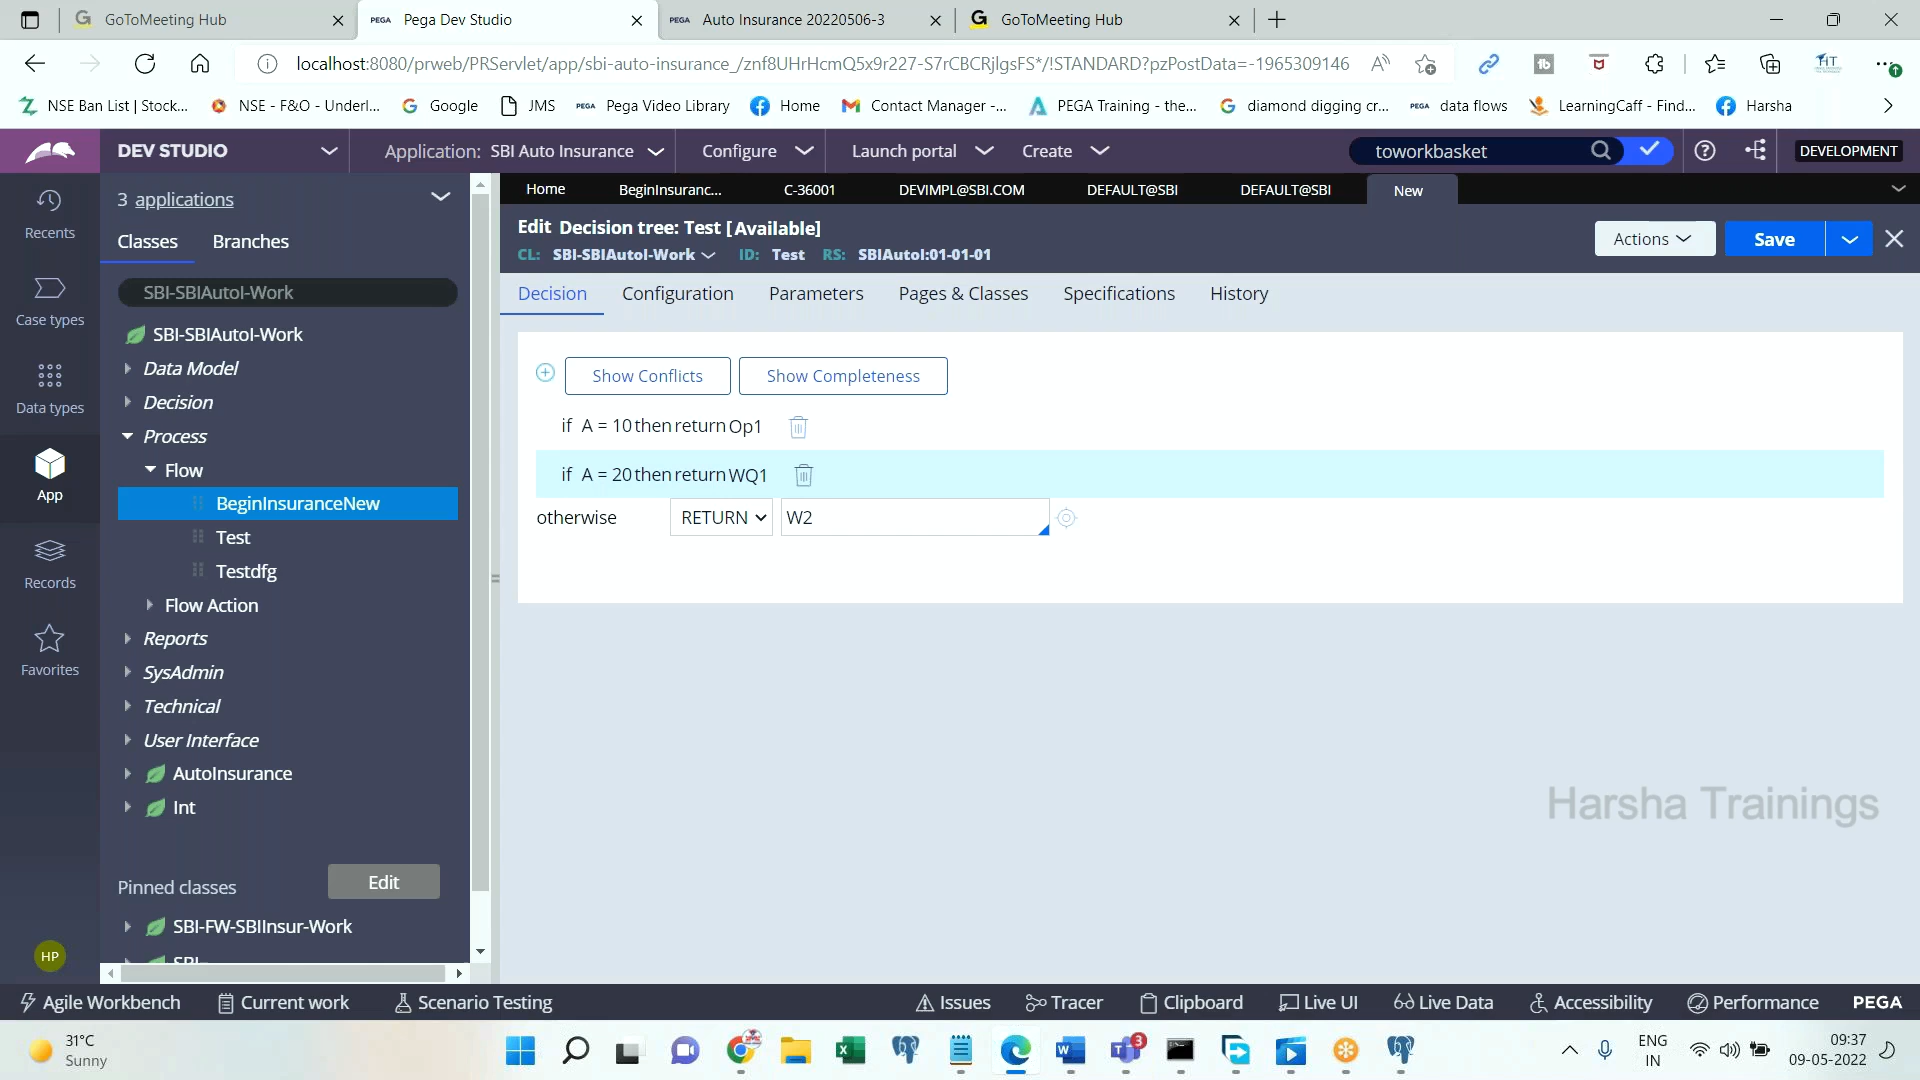 GoToMeeting Hub
PEGA Pega Dev Studio
PEGA Auto Insurance 20220506-3
GoToMeeting Hub
localhost:8080/prweb/PRServlet/app/sbi-auto-insurance_/znf8UHrHcmQ5x9r227-S7rCBCRjIgsFS*/!STANDARD?pzPostData=-1965309146
NSE Ban List | Stock... NSE - F&O - Underl... Google JMS PEGA Pega Video Library Home Contact Manager -... PEGA Training - the... diamond digging cr... PEGA data flows LearningCaff - Find... Harsha
DEV STUDIO Application: SBI Auto Insurance Configure Launch portal Create toworkbasket DEVELOPMENT
Recents
Case types
Data types
App
Records
Favorites
HP
3 applications
Classes Branches
SBI-SBIAutoI-Work
SBI-SBIAutoI-Work
Data Model
Decision
Process
Flow
BeginInsuranceNew
Test
Testdfg
Flow Action
Reports
SysAdmin
Technical
User Interface
AutoInsurance
Int
Pinned classes Edit
SBI-FW-SBIInsur-Work
SBI-
Home BeginInsuranc... C-36001 DEVIMPL@SBI.COM DEFAULT@SBI DEFAULT@SBI New
Edit Decision tree: Test [Available]
CL: SBI-SBIAutoI-Work ID: Test RS: SBIAutoI:01-01-01
Actions Save
Decision Configuration Parameters Pages & Classes Specifications History
Show Conflicts Show Completeness
if A = 10 then return Op1
if A = 20 then return WQ1
otherwise RETURN W2
Harsha Trainings
Agile Workbench Current work Scenario Testing Issues Tracer Clipboard Live UI Live Data Accessibility Performance PEGA
31°C
Sunny
3
ENG
IN
09:37
09-05-2022